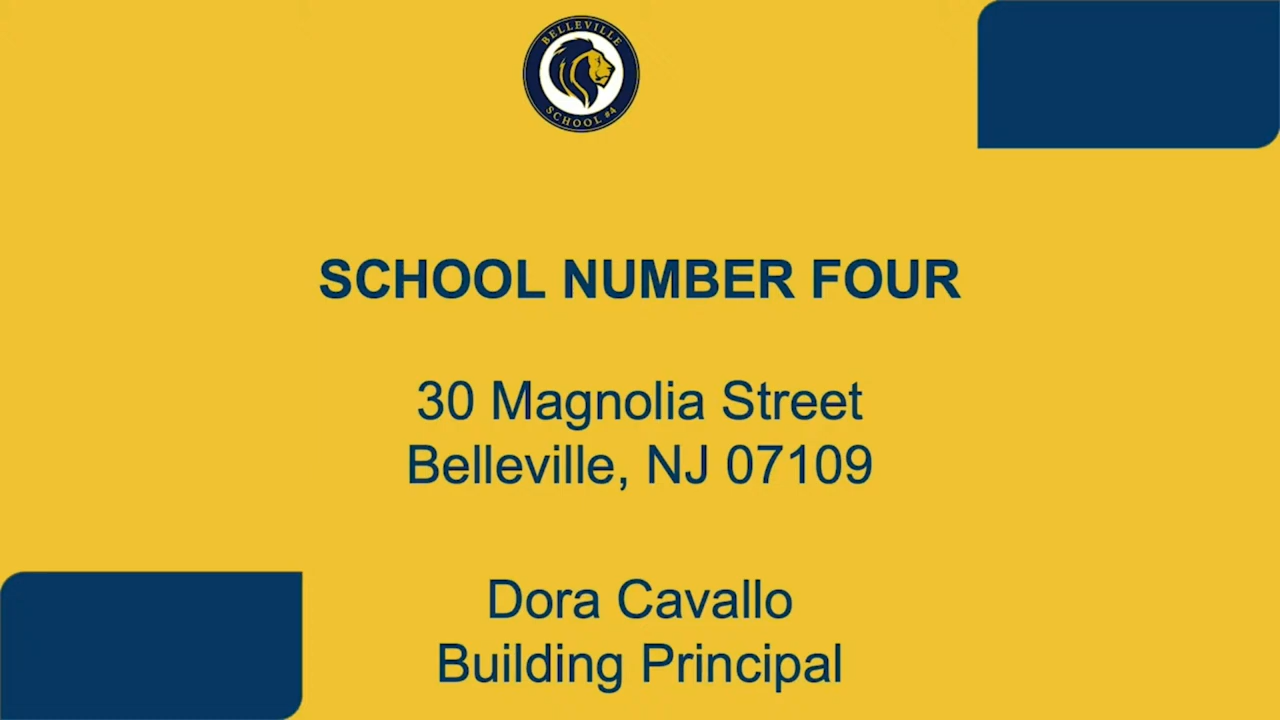 BELLEVILLE
SCHOOL #4
SCHOOL NUMBER FOUR
30 Magnolia Street
Belleville, NJ 07109
Dora Cavallo
Building Principal